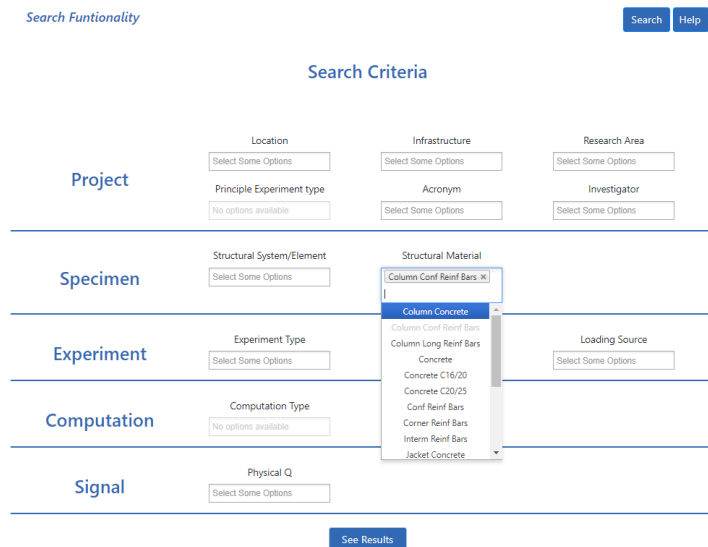 Search Funtionality
Search Help
Search Criteria
Location Infrastructure Research Area
Select Some Options Select Some Options Select Some Options
Project
Principle Experiment type Acronym Investigator
No options available Select Some Options Select Some Options
Structural System/Element Structural Material
Specimen
Select Some Options Column Conf Reinf Bars
Column Concrete
Column Conf Reinf Bars
Column Long Reinf Bars
Concrete
Concrete C16/20
Concrete C20/25
Conf Reinf Bars
Corner Reinf Bars
Interm Reinf Bars
Jacket Concrete
Experiment
Experiment Type Loading Source
Select Some Options Select Some Options
Computation
Computation Type
No options available
Signal
Physical Q
Select Some Options
See Results